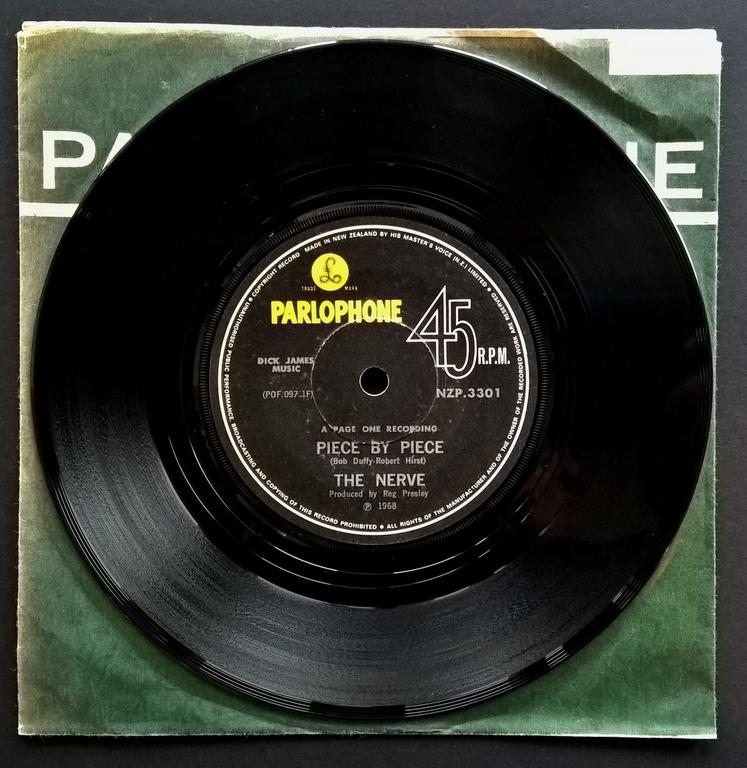 PA NE
COPYRIGHT RECORD MADE IN NEW ZEALAND BY HIS MASTER'S VOICE (N.Z.) LIMITED ● ALL RIGHTS OF THE MANUFACTURER AND OF THE OWNER OF THE RECORDED WORK ARE RESERVED ● UNAUTHORISED PUBLIC PERFORMANCE BROADCASTING AND COPYING OF THIS RECORD PROHIBITED ●
£
TRADE MARK
PARLOPHONE
45 R.P.M.
DICK JAMES
MUSIC
(POF.097.1F)
NZP.3301
A PAGE ONE RECORDING
PIECE BY PIECE
(Bob Duffy-Robert Hirst)
THE NERVE
Produced by Reg Presley
℗ 1968